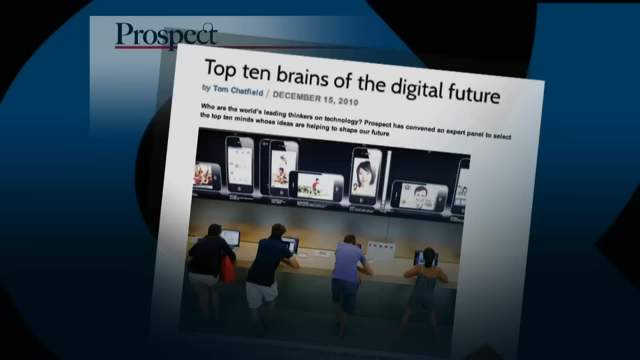 Prospect
Top ten brains of the digital future
by Tom Chatfield / DECEMBER 15, 2010
Who are the world's leading thinkers on technology? Prospect has convened an expert panel to select
the top ten minds whose ideas are helping to shape our future